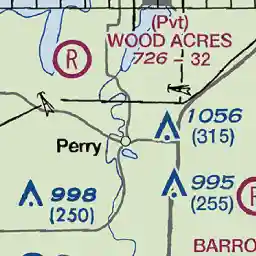 (Pvt)
WOOD ACRES
726 - 32
R
1056
(315)
Perry
998
(250)
995
(255)
R
BARRO